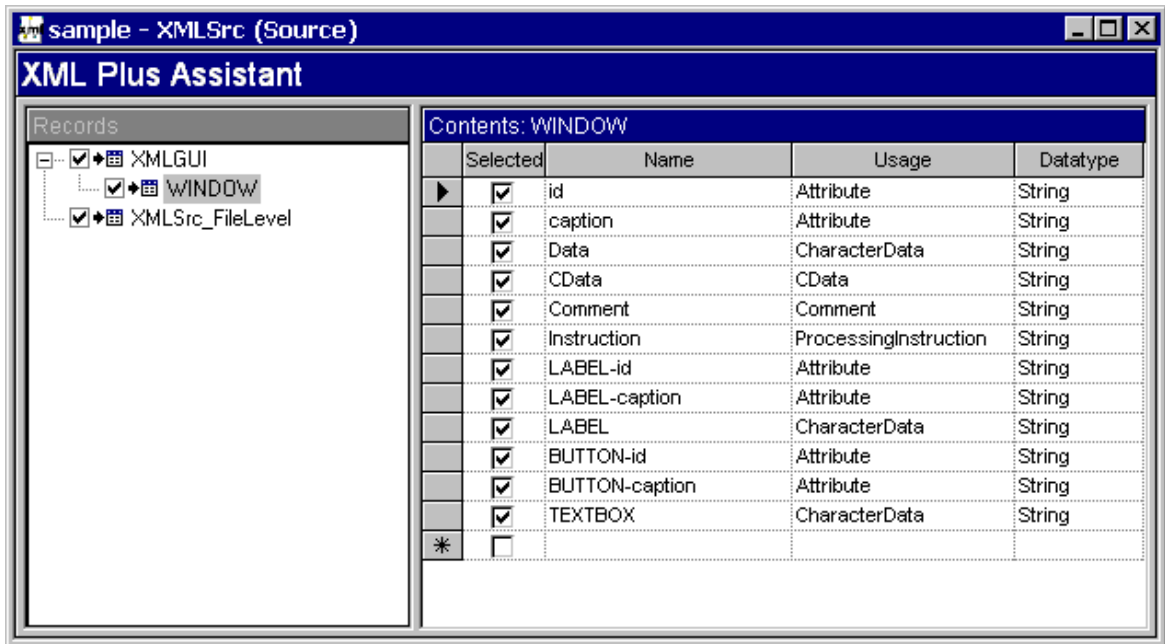 sample - XMLSrc (Source)
XML Plus Assistant
Records
XMLGUI
WINDOW
XMLSrc_FileLevel
Contents: WINDOW
Selected Name Usage Datatype
id Attribute String
caption Attribute String
Data CharacterData String
CData CData String
Comment Comment String
Instruction ProcessingInstruction String
LABEL-id Attribute String
LABEL-caption Attribute String
LABEL CharacterData String
BUTTON-id Attribute String
BUTTON-caption Attribute String
TEXTBOX CharacterData String